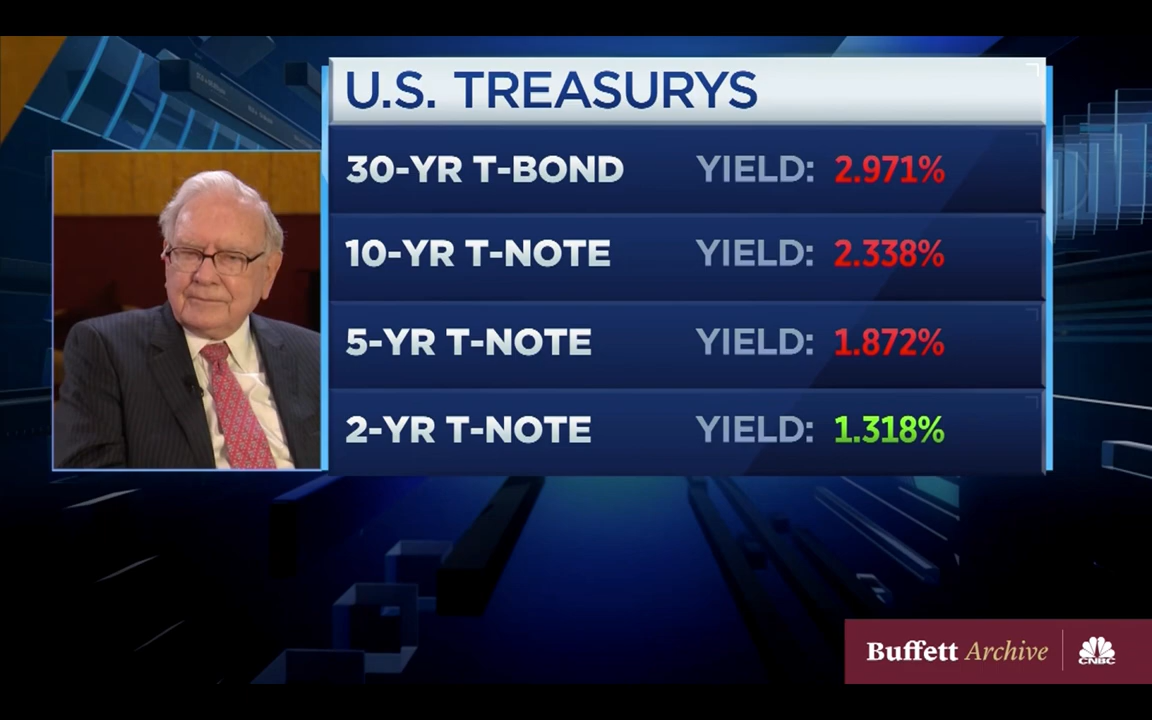 U.S. TREASURYS
30-YR T-BOND YIELD: 2.971%
10-YR T-NOTE YIELD: 2.338%
5-YR T-NOTE YIELD: 1.872%
2-YR T-NOTE YIELD: 1.318%
Buffett Archive CNBC